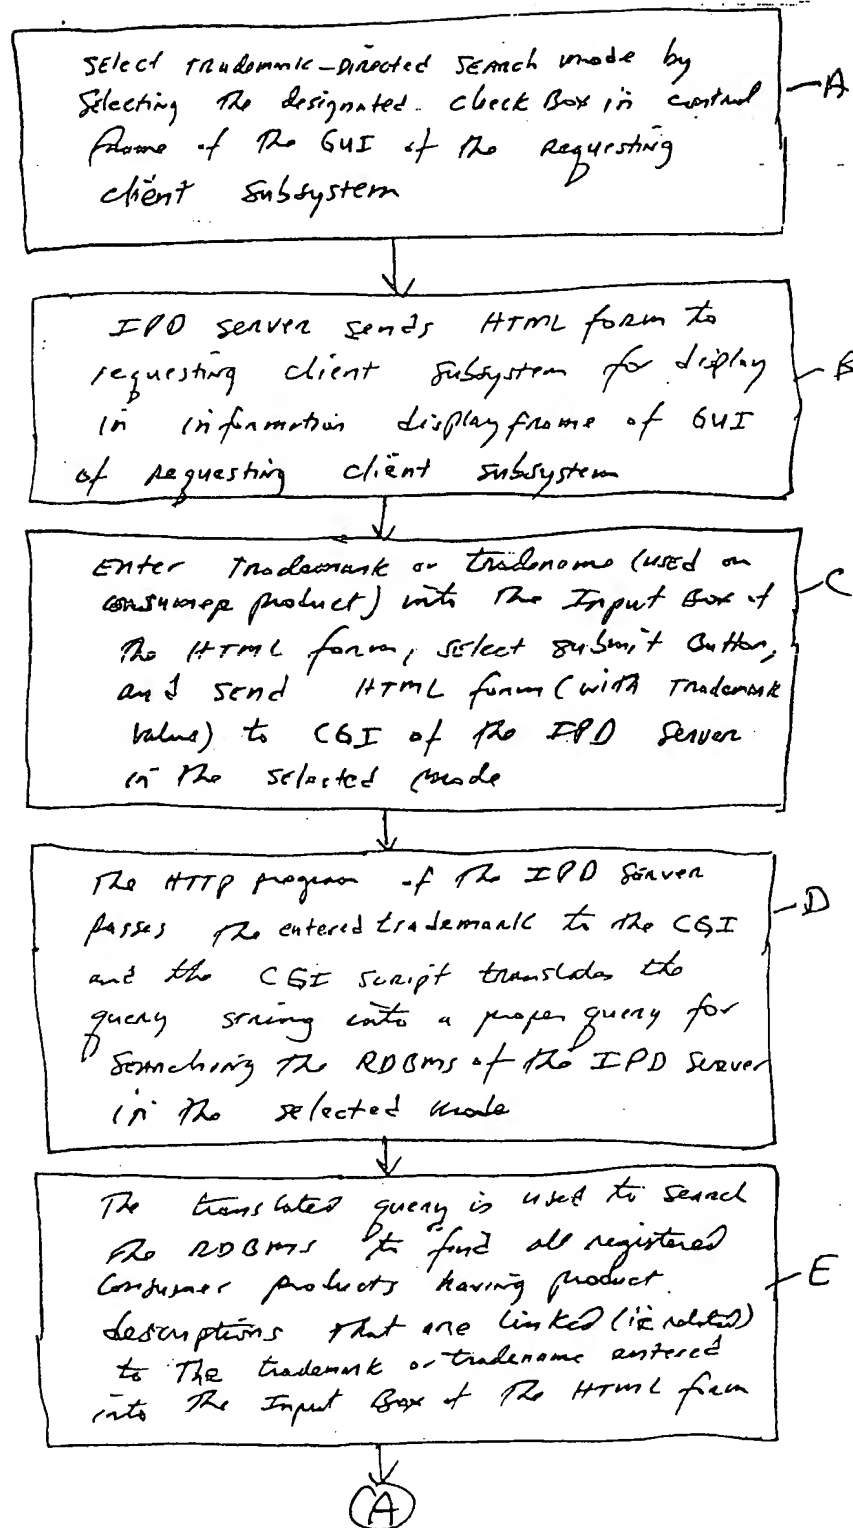 Select Trademark-Directed Search mode by
Selecting the designated check Box in control
frame of the GUI of the requesting
client subsystem
A
IPD server sends HTML form to
requesting client subsystem for display
in information display frame of GUI
of requesting client subsystem
B
Enter Trademark or tradename (used on
consumer product) into the Input Box of
the HTML form, select submit Button,
and send HTML form (with Trademark
value) to CGI of the IPD Server
in the selected mode
C
The HTTP program of the IPD Server
passes the entered trademark to the CGI
and the CGI script translates the
query string into a proper query for
searching the RDBMS of the IPD Server
in the selected mode
D
The translated query is used to search
the RDBMS to find all registered
consumer products having product
descriptions that are linked (ie related)
to the trademark or tradename entered
into the Input Box of the HTML form
E
A